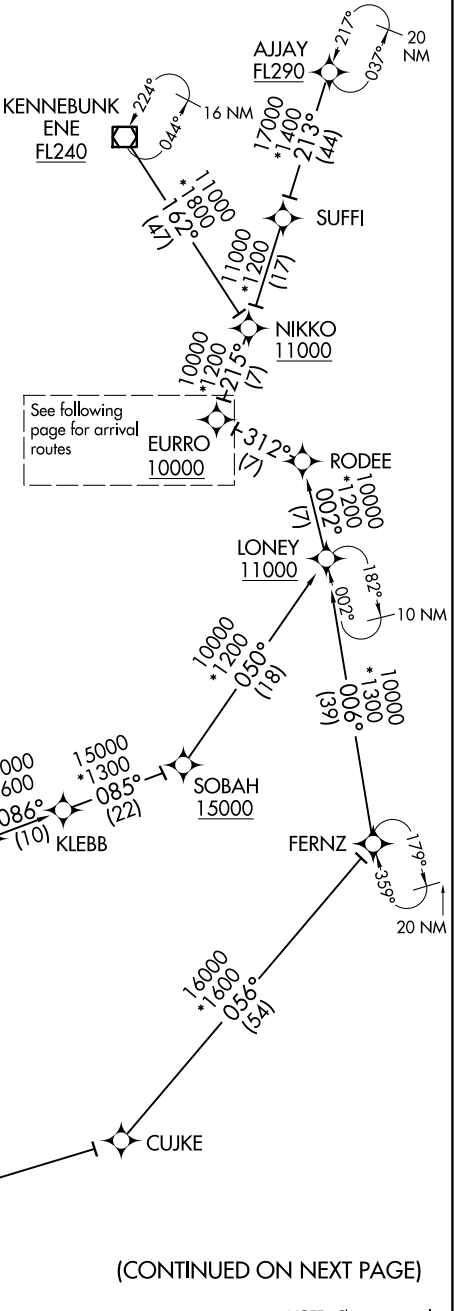 AJJAY
FL290
217°
037°
20
NM
KENNEBUNK
ENE
FL240
224°
044°
16 NM
17000
*1400
213°
(44)
SUFFI
11000
*1800
162°
(47)
11000
*1200
(17)
NIKKO
11000
10000
*1200
215°
(7)
See following
page for arrival
routes
EURRO
10000
312°
(7)
RODEE
10000
*1200
002°
(7)
LONEY
11000
182°
002°
10 NM
10000
*1200
050°
(18)
10000
*1300
006°
(39)
000
600
086°
(10)
KLEBB
15000
*1300
085°
(22)
SOBAH
15000
FERNZ
179°
359°
20 NM
16000
*1600
056°
(54)
CUJKE
(CONTINUED ON NEXT PAGE)